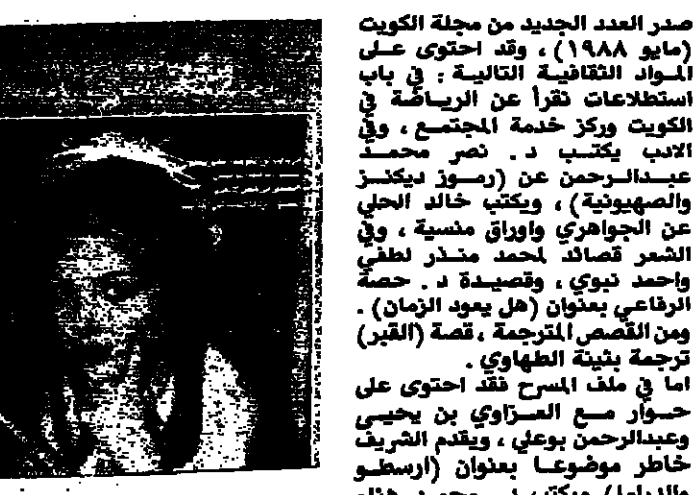 صدر العدد الجديد من مجلة الكويت
(مايو ١٩٨٨) ، وقد احتوى على
المواد الثقافية التالية : في باب
استطلاعات نقرأ عن الرياضة في
الكويت وركز خدمة المجتمع ، وفي
الادب يكتب د . نصر محمد
عبدالرحمن عن (رموز ديكنز
والصهيونية) ، ويكتب خالد الحلي
عن الجواهري واوراق منسية ، وفي
الشعر قصائد لمحمد منذر لطفي
واحمد نبوي ، وقصيدة د . حصة
الرفاعي بعنوان (هل يعود الزمان) .
ومن القصص المترجمة ، قصة (القبر)
ترجمة بثينة الطهاوي .
اما في ملف المسرح فقد احتوى على
حوار مع العزاوي بن يحيى
وعبدالرحمن بوعلي ، ويقدم الشريف
خاطر موضوعا بعنوان (ارسطو
والدراما) ويكتب د .